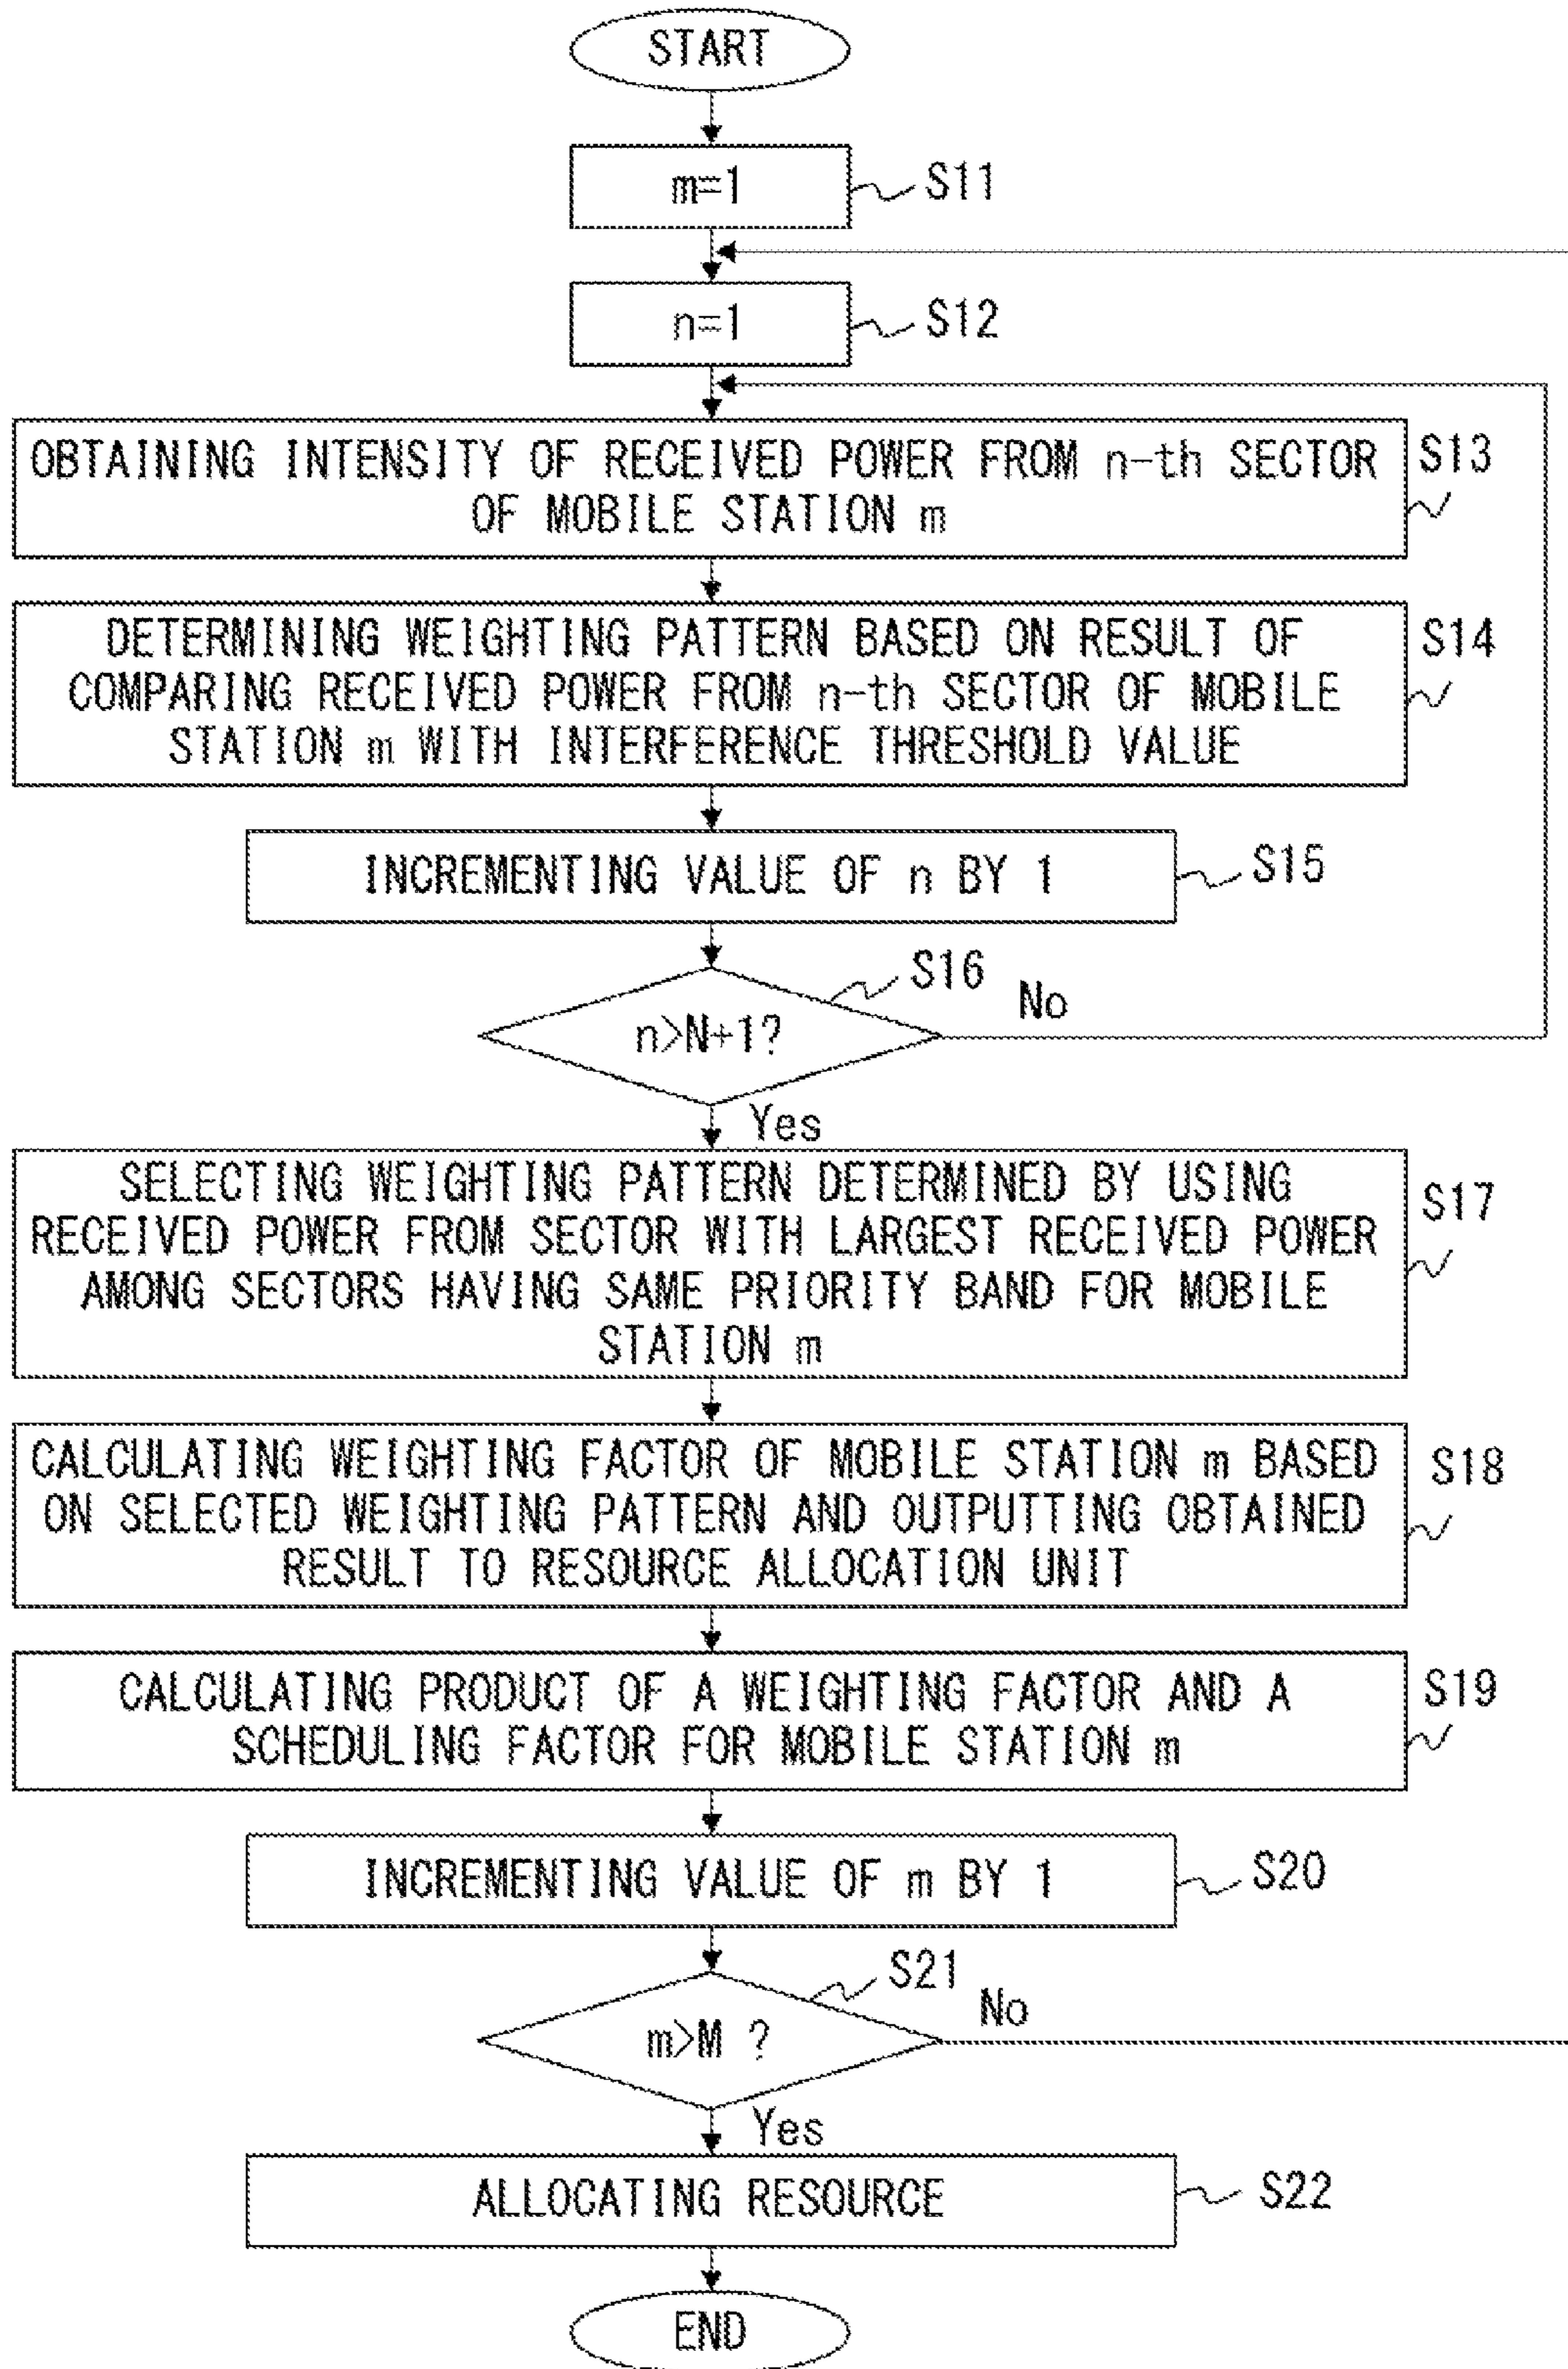 START
m=1
S11
n=1
S12
OBTAINING INTENSITY OF RECEIVED POWER FROM n-th SECTOR
OF MOBILE STATION m
S13
DETERMINING WEIGHTING PATTERN BASED ON RESULT OF
COMPARING RECEIVED POWER FROM n-th SECTOR OF MOBILE
STATION m WITH INTERFERENCE THRESHOLD VALUE
S14
INCREMENTING VALUE OF n BY 1
S15
S16
n>N+1?
No
Yes
SELECTING WEIGHTING PATTERN DETERMINED BY USING
RECEIVED POWER FROM SECTOR WITH LARGEST RECEIVED POWER
AMONG SECTORS HAVING SAME PRIORITY BAND FOR MOBILE
STATION m
S17
CALCULATING WEIGHTING FACTOR OF MOBILE STATION m BASED
ON SELECTED WEIGHTING PATTERN AND OUTPUTTING OBTAINED
RESULT TO RESOURCE ALLOCATION UNIT
S18
CALCULATING PRODUCT OF A WEIGHTING FACTOR AND A
SCHEDULING FACTOR FOR MOBILE STATION m
S19
INCREMENTING VALUE OF m BY 1
S20
S21
m>M ?
No
Yes
ALLOCATING RESOURCE
S22
END